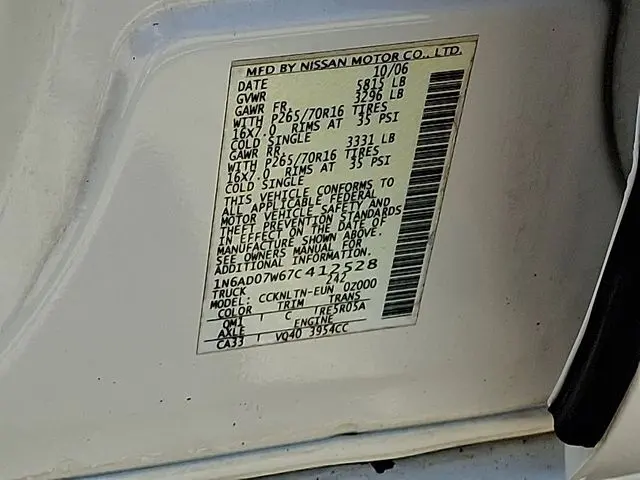 MFD BY NISSAN MOTOR CO., LTD.
DATE 10/06
GVWR 5815 LB
GAWR FR 3296 LB
WITH P265/70R16 TIRES
16X7.0 RIMS AT 35 PSI
COLD SINGLE
GAWR RR 3331 LB
WITH P265/70R16 TIRES
16X7.0 RIMS AT 35 PSI
COLD SINGLE
THIS VEHICLE CONFORMS TO
ALL APPLICABLE FEDERAL
MOTOR VEHICLE SAFETY AND
THEFT PREVENTION STANDARDS
IN EFFECT ON THE DATE OF
MANUFACTURE SHOWN ABOVE.
SEE OWNERS MANUAL FOR
ADDITIONAL INFORMATION.
1N6AD07W67C412528
TRUCK 242
MODEL: CCKNLTN-EUN 02000
COLOR TRIM TRANS
QM1 C RE5R05A
AXLE ENGINE
CA33 VQ40 3954CC